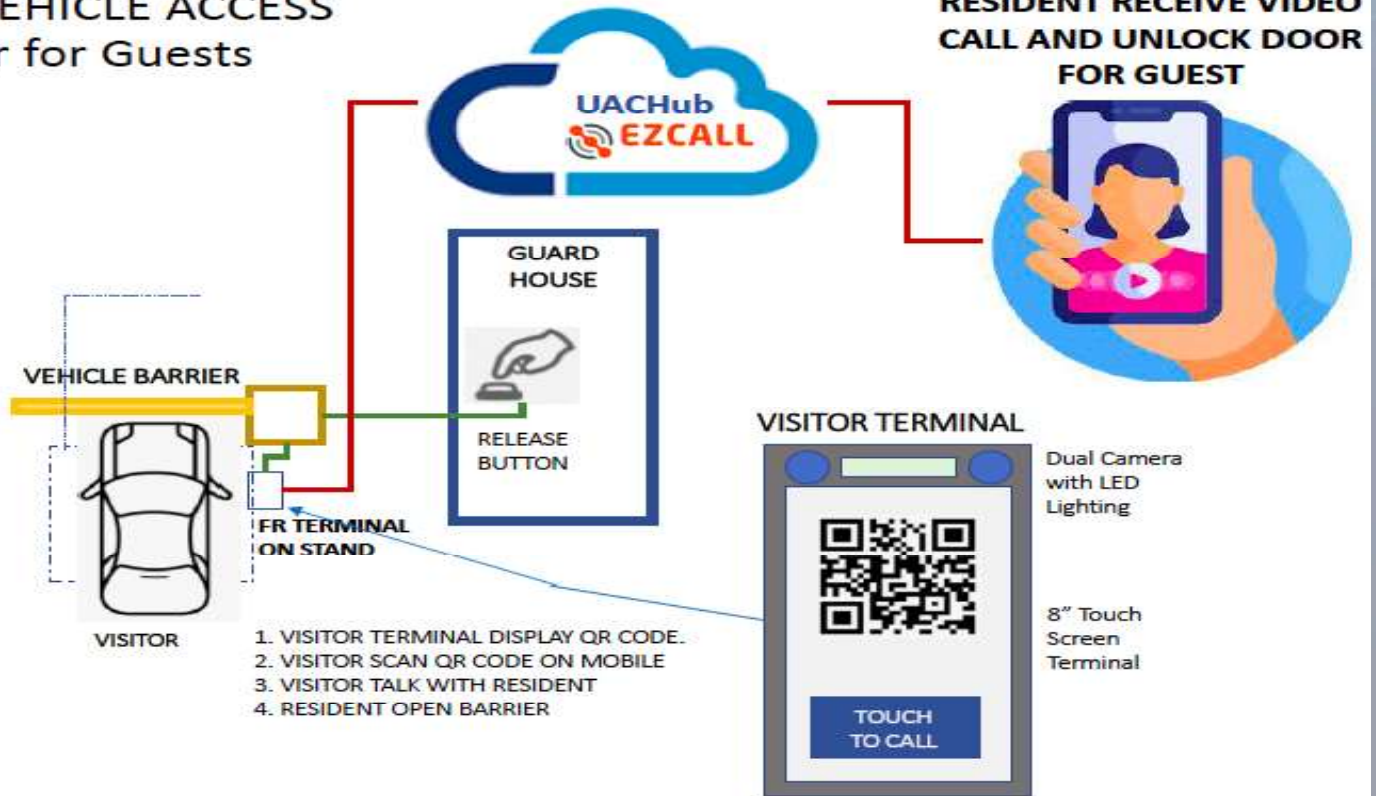 EHICLE ACCESS
r for Guests
RESIDENT RECEIVE VIDEO
CALL AND UNLOCK DOOR
FOR GUEST
UACHub
EZCALL
GUARD
HOUSE
RELEASE
BUTTON
VEHICLE BARRIER
FR TERMINAL
ON STAND
VISITOR
1. VISITOR TERMINAL DISPLAY QR CODE.
2. VISITOR SCAN QR CODE ON MOBILE
3. VISITOR TALK WITH RESIDENT
4. RESIDENT OPEN BARRIER
VISITOR TERMINAL
Dual Camera
with LED
Lighting
8” Touch
Screen
Terminal
TOUCH
TO CALL